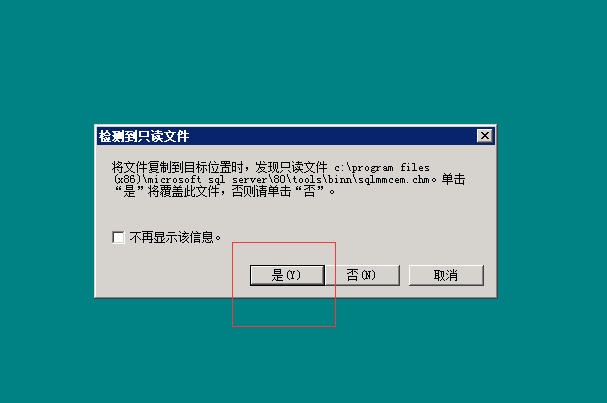 检测到只读文件
将文件复制到目标位置时，发现只读文件 c:\program files
(x86)\microsoft sql server\80\tools\binn\sqlmmcem.chm。单击
“是”将覆盖此文件，否则请单击“否”。
不再显示该信息。
是(Y) 否(N) 取消